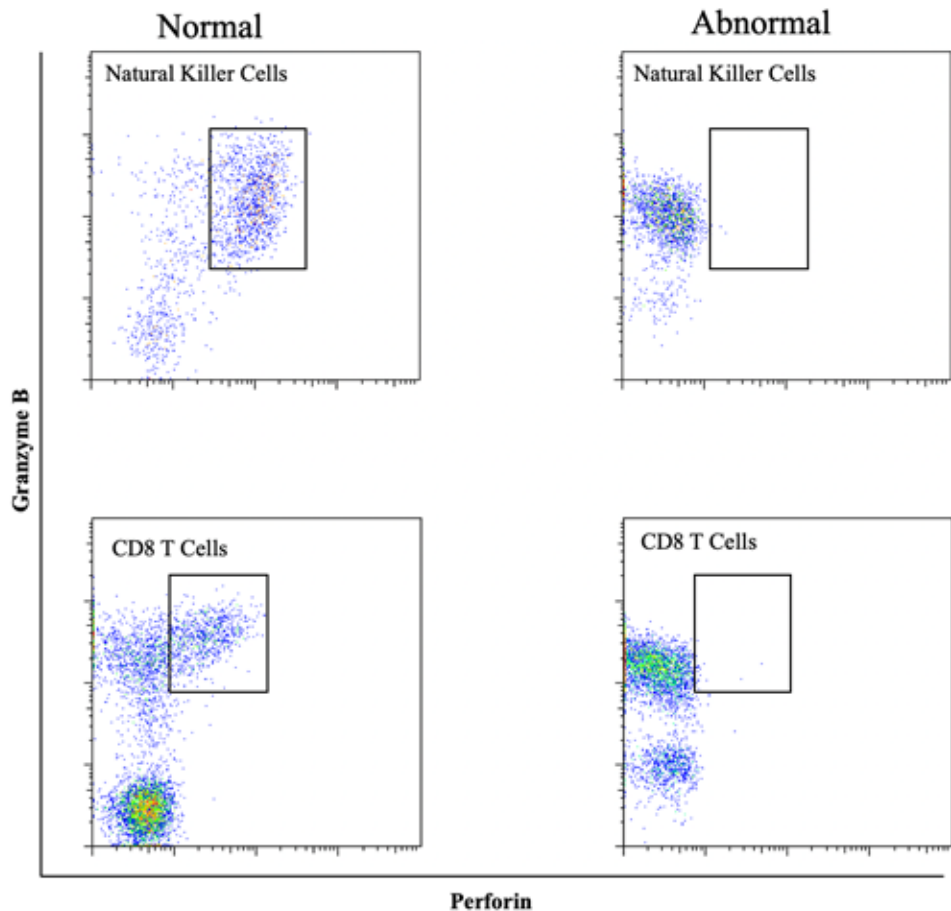 Normal
Abnormal
Natural Killer Cells
Natural Killer Cells
Granzyme B
CD8 T Cells
CD8 T Cells
Perforin